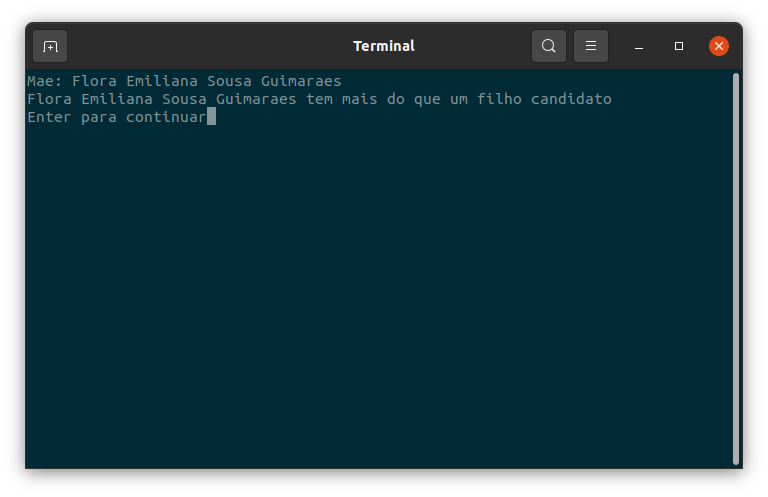 Terminal
Mae: Flora Emiliana Sousa Guimaraes
Flora Emiliana Sousa Guimaraes tem mais do que um filho candidato
Enter para continuar